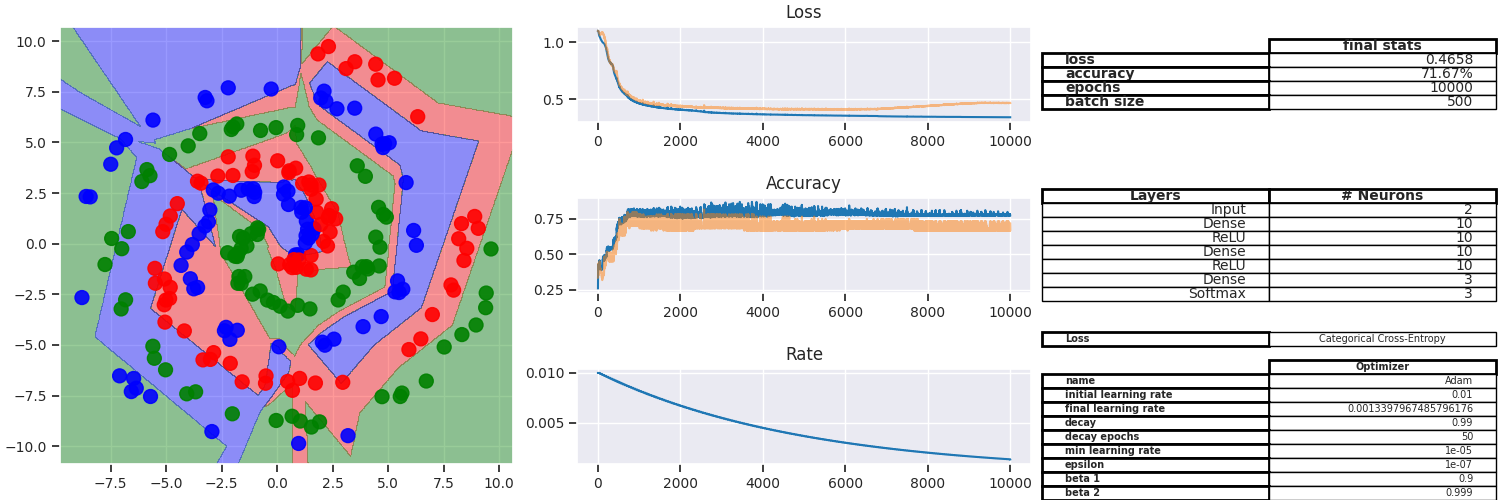 10.0
7.5
5.0
2.5
0.0
−2.5
−5.0
−7.5
−10.0
−7.5 −5.0 −2.5 0.0 2.5 5.0 7.5 10.0
Loss
1.0
0.5
0 2000 4000 6000 8000 10000
Accuracy
0.75
0.50
0.25
0 2000 4000 6000 8000 10000
Rate
0.010
0.005
0 2000 4000 6000 8000 10000
final stats
loss 0.4658
accuracy 71.67%
epochs 10000
batch size 500
Layers # Neurons
Input 2
Dense 10
ReLU 10
Dense 10
ReLU 10
Dense 3
Softmax 3
Loss Categorical Cross-Entropy
Optimizer
name Adam
initial learning rate 0.01
final learning rate 0.0013397967485796176
decay 0.99
decay epochs 50
min learning rate 1e-05
epsilon 1e-07
beta 1 0.9
beta 2 0.999